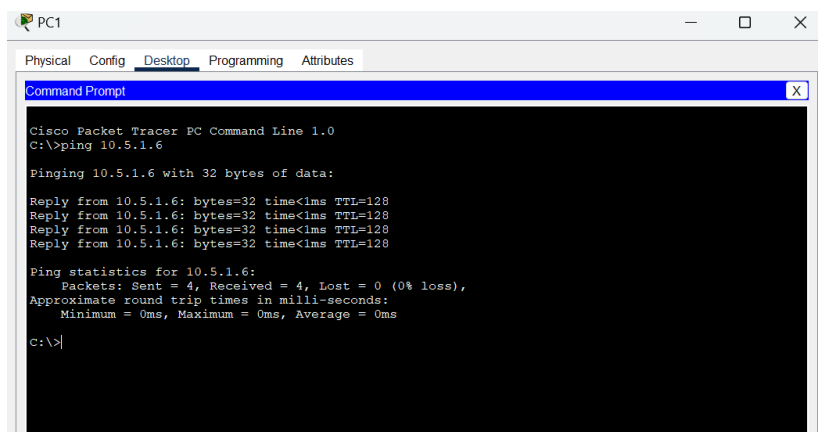 PC1
Physical Config Desktop Programming Attributes
Command Prompt
X
Cisco Packet Tracer PC Command Line 1.0
C:\>ping 10.5.1.6
Pinging 10.5.1.6 with 32 bytes of data:
Reply from 10.5.1.6: bytes=32 time<1ms TTL=128
Reply from 10.5.1.6: bytes=32 time<1ms TTL=128
Reply from 10.5.1.6: bytes=32 time<1ms TTL=128
Reply from 10.5.1.6: bytes=32 time<1ms TTL=128
Ping statistics for 10.5.1.6:
Packets: Sent = 4, Received = 4, Lost = 0 (0% loss),
Approximate round trip times in milli-seconds:
Minimum = 0ms, Maximum = 0ms, Average = 0ms
C:\>